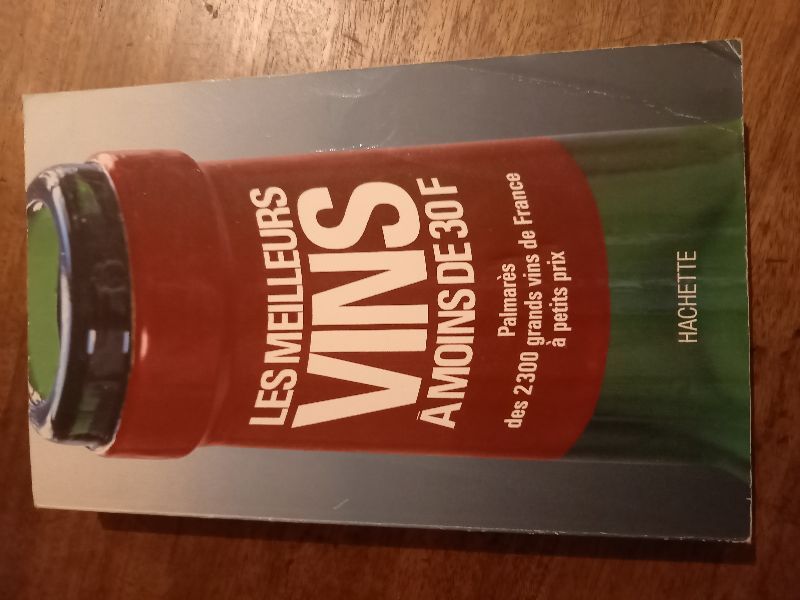 LES MEILLEURS
VINS
À MOINS DE 30 F
Palmarès
des 2300 grands vins de France
à petits prix
HACHETTE